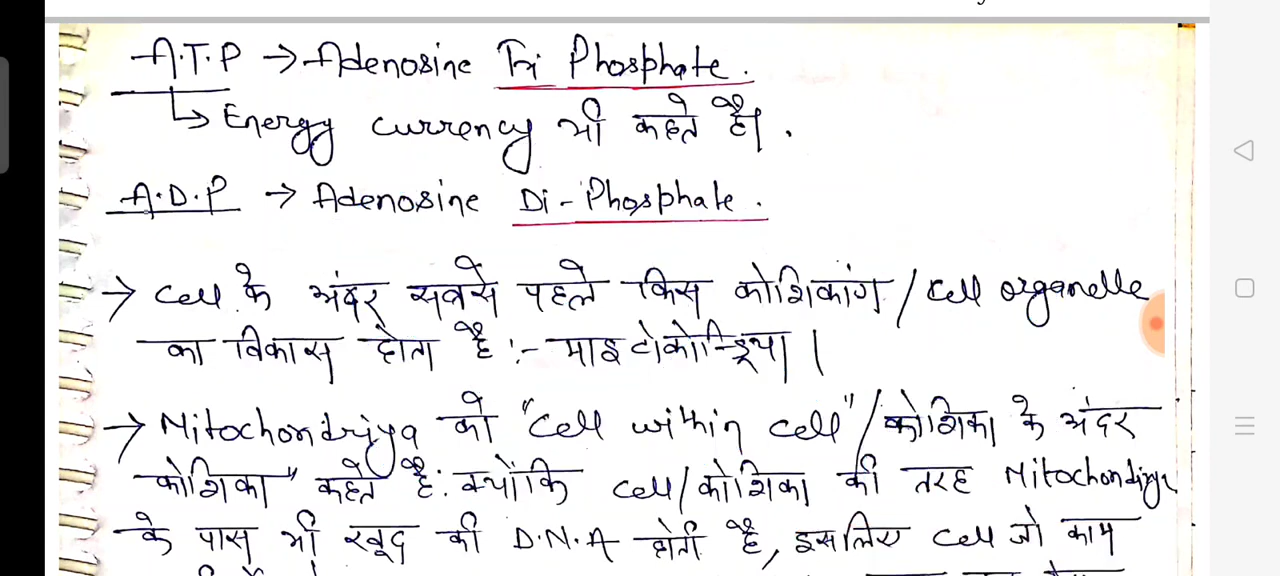 A.T.P → Adenosine Tri Phosphate.
↳ Energy currency भी कहते है।.
A.D.P → Adenosine Di-Phosphate.
→ Cell के अंदर सबसे पहले किस कोशिकांग / Cell organelle
का विकास होता है :- माइटोकोन्ड्रिया।
→ Mitochondriya को "Cell within cell" / कोशिका के अंदर
कोशिका" कहते है. क्योंकि cell/कोशिका की तरह Mitochondriya
के पास भी खूद की D.N.A होती है, इसलिए cell जो काम